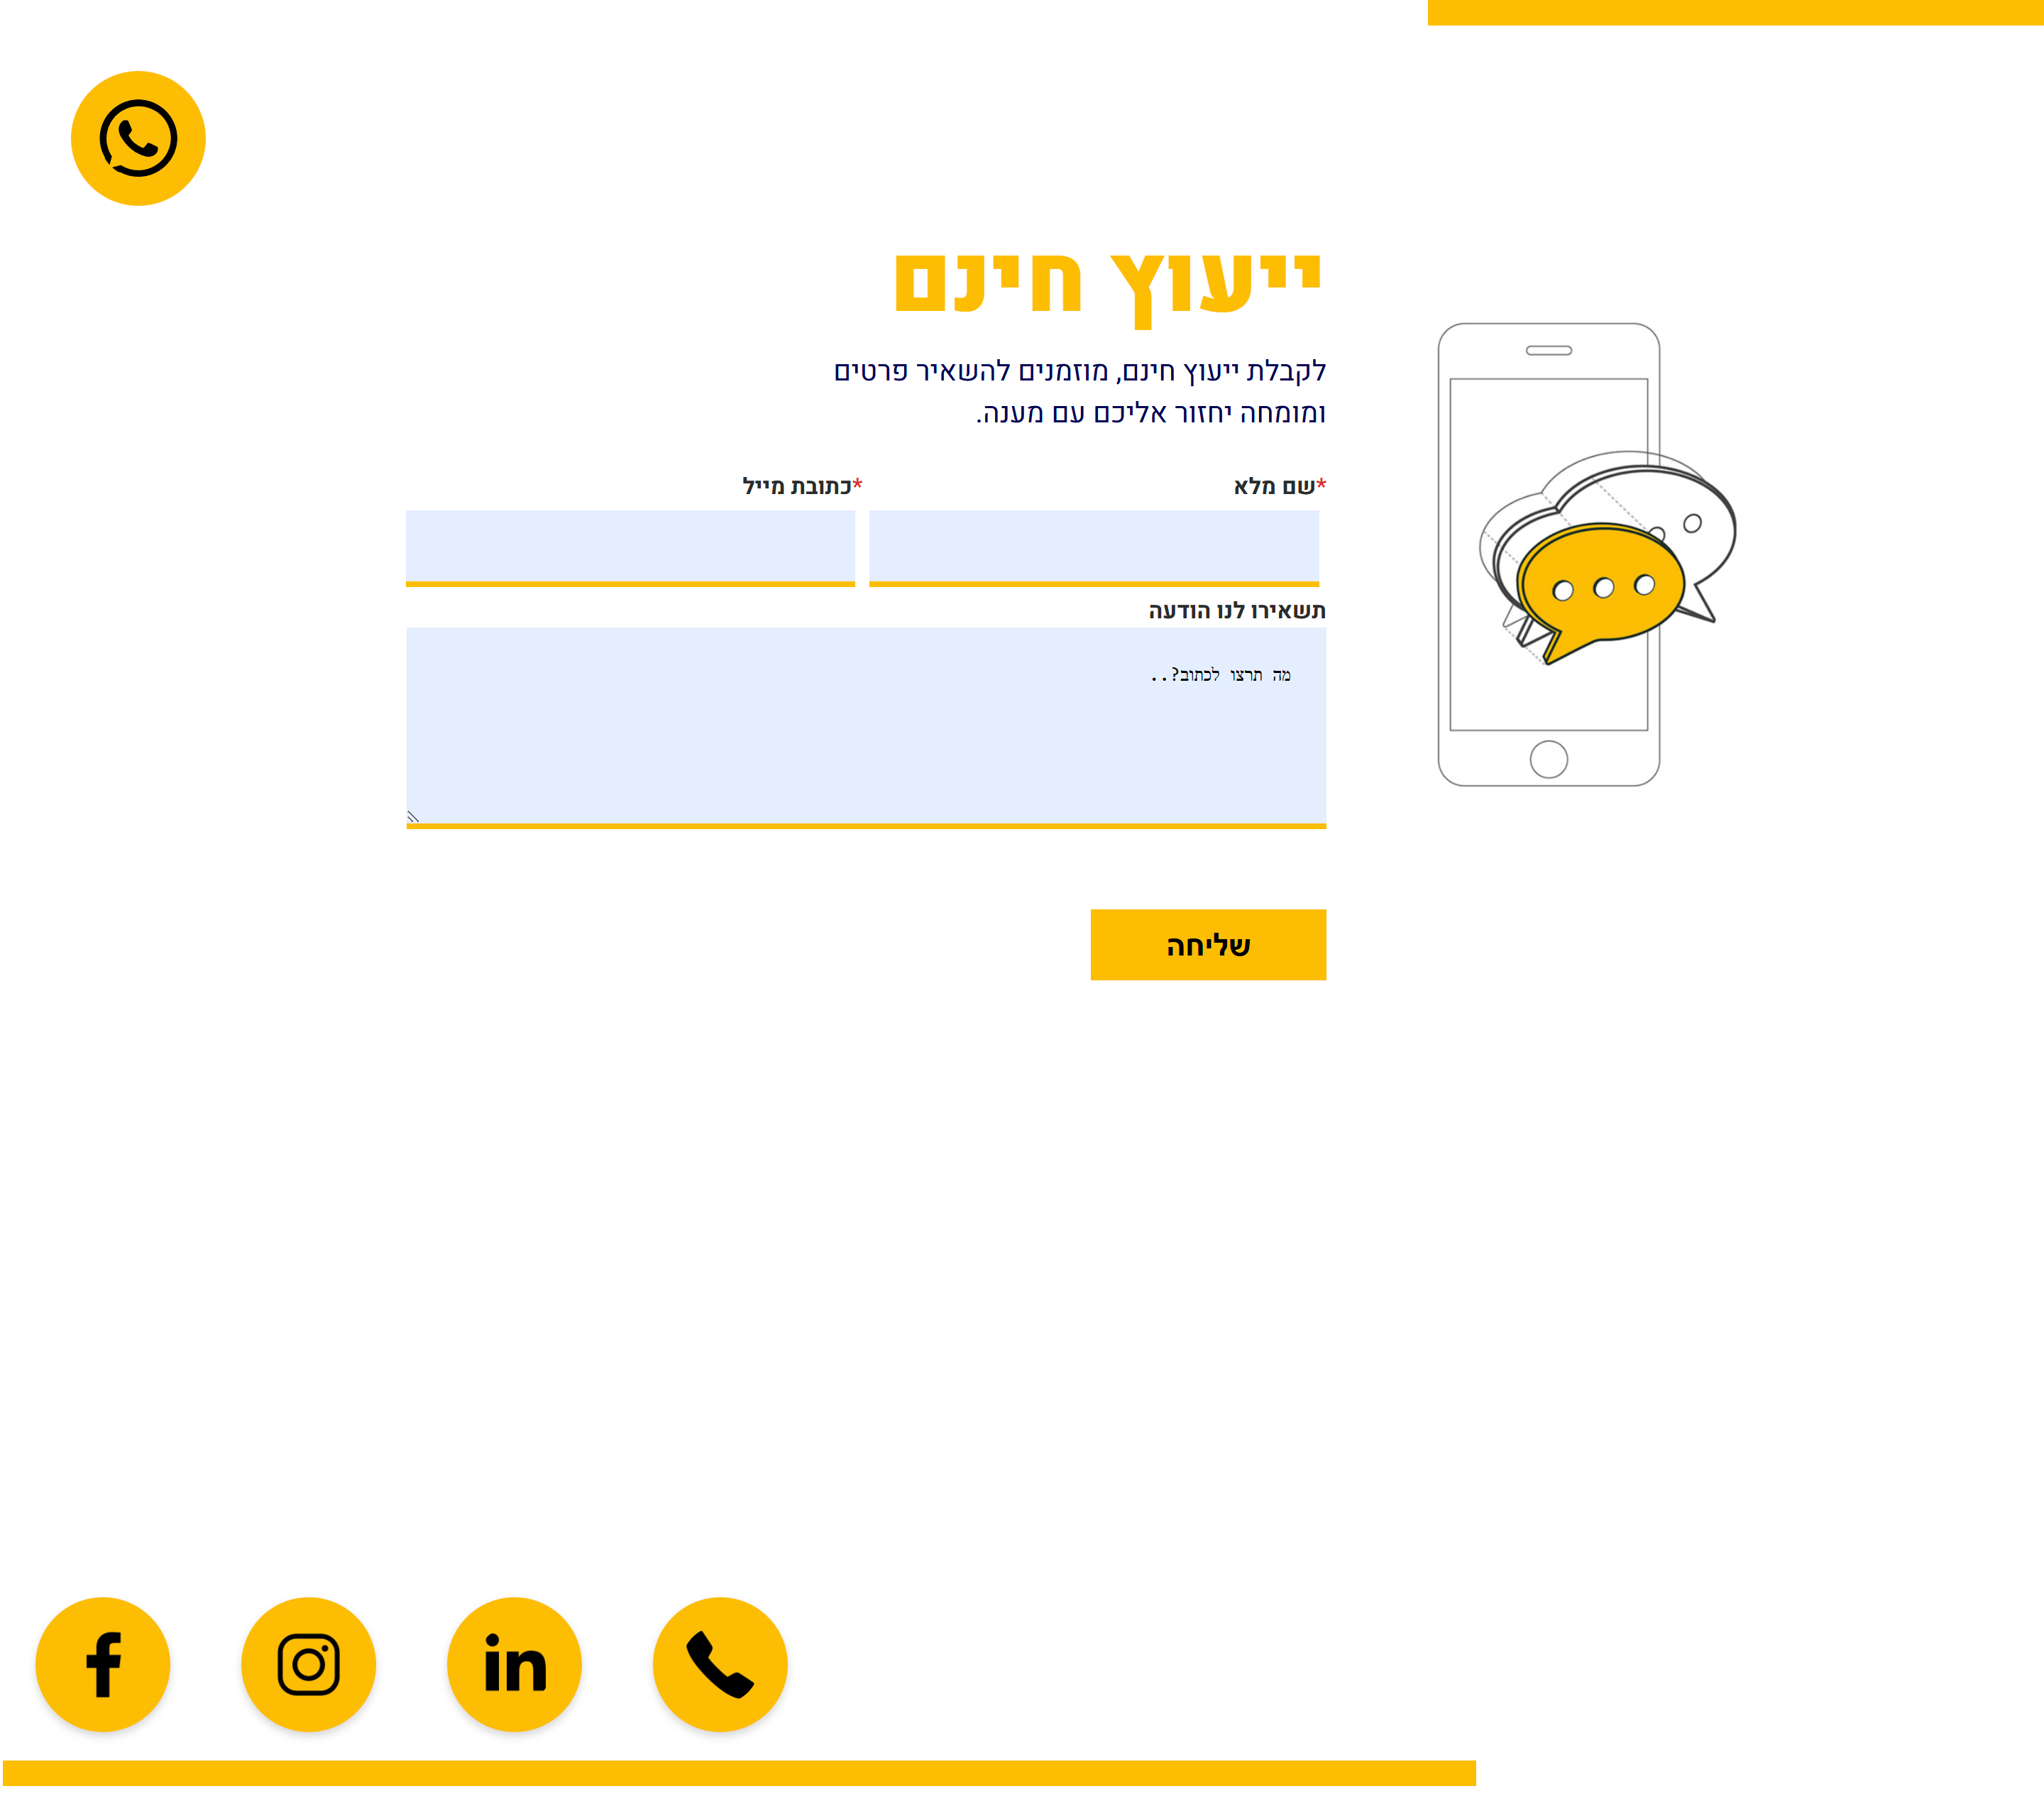 ייעוץ חינם
לקבלת ייעוץ חינם, מוזמנים להשאיר פרטים
ומומחה יחזור אליכם עם מענה.
*שם מלא
*כתובת מייל
תשאירו לנו הודעה
מה תרצו לכתוב?..
שליחה